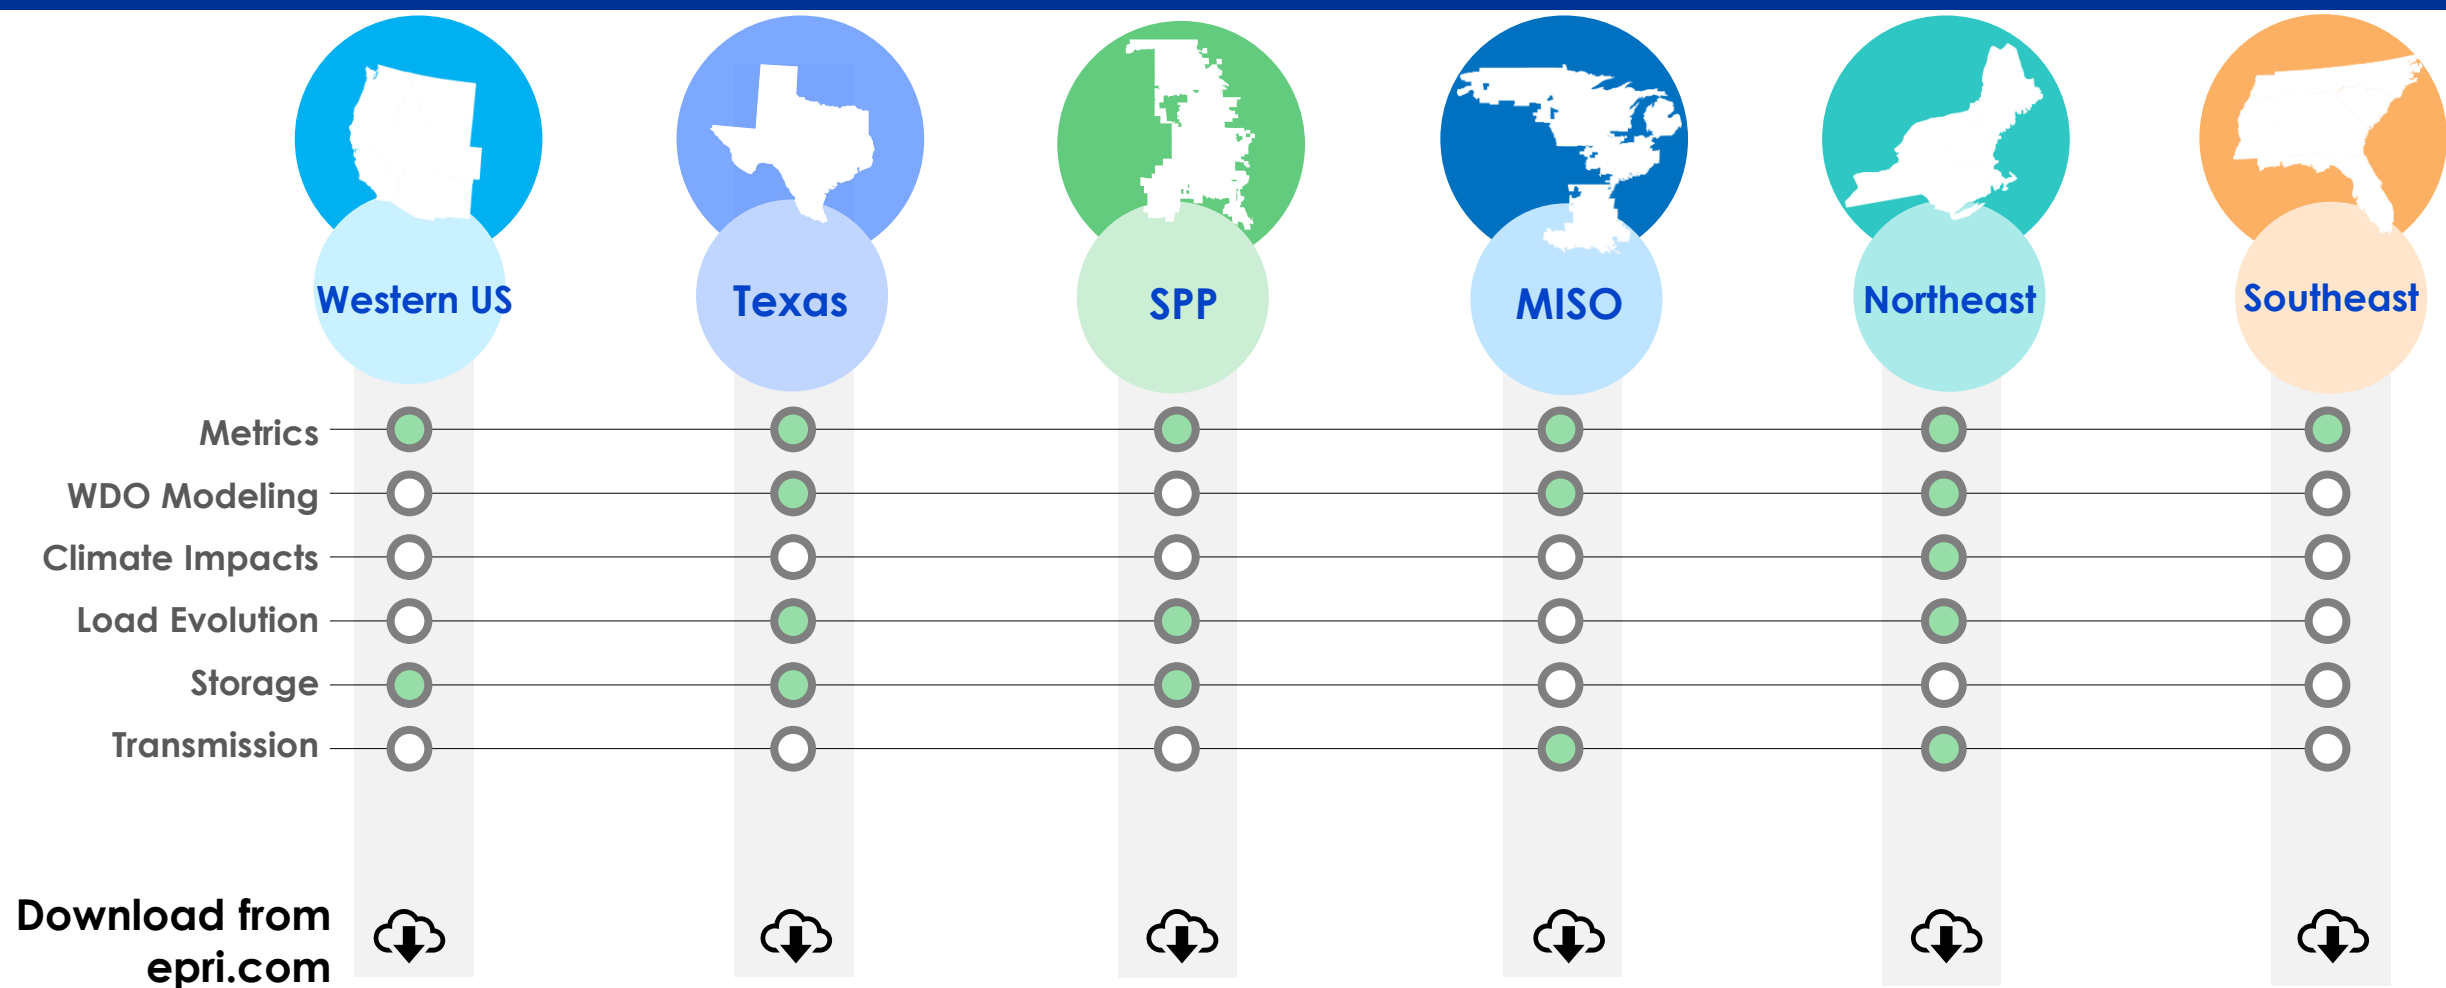 Western US
Texas
SPP
MISO
Northeast
Southeast
Metrics
WDO Modeling
Climate Impacts
Load Evolution
Storage
Transmission
Download from
epri.com